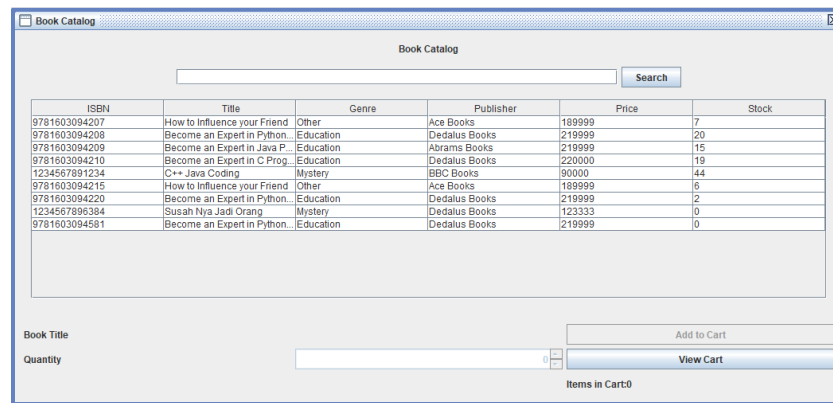 Book Catalog
Book Catalog
Search
ISBN Title Genre Publisher Price Stock
9781603094207 How to Influence your Friend Other Ace Books 189999 7
9781603094208 Become an Expert in Python... Education Dedalus Books 219999 20
9781603094209 Become an Expert in Java P... Education Abrams Books 219999 15
9781603094210 Become an Expert in C Prog... Education Dedalus Books 220000 19
1234567891234 C++ Java Coding Mystery BBC Books 90000 44
9781603094215 How to Influence your Friend Other Ace Books 189999 6
9781603094220 Become an Expert in Python... Education Dedalus Books 219999 2
1234567896384 Susah Nya Jadi Orang Mystery Dedalus Books 123333 0
9781603094581 Become an Expert in Python... Education Dedalus Books 219999 0
Book Title Add to Cart
Quantity 0 View Cart
Items in Cart:0